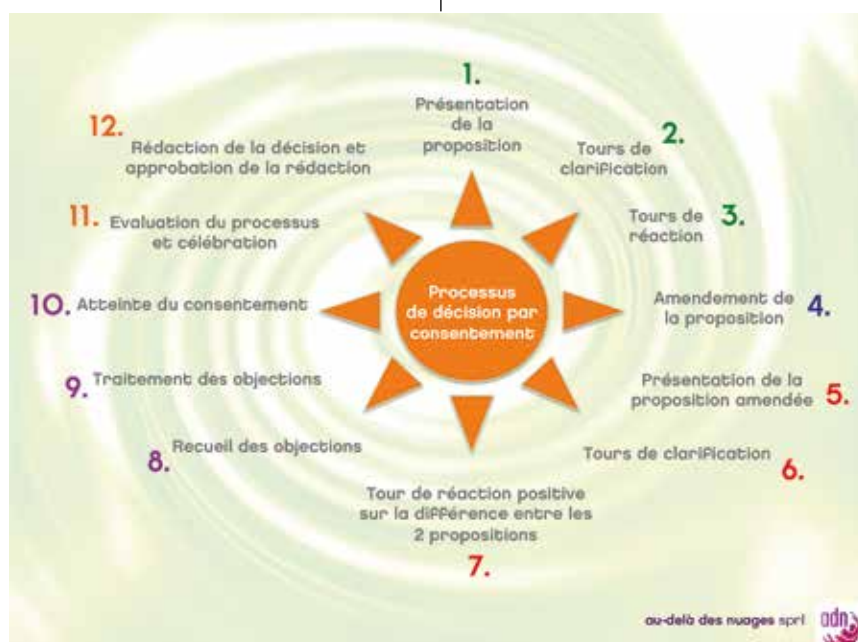 1.
Présentation
de la
proposition
2.
Tours de
clarification
3.
Tours de
réaction
4.
Amendement de
la proposition
5.
Présentation de la
proposition amendée
6.
Tours de clarification
7.
Tour de réaction positive
sur la différence entre les
2 propositions
8.
Recueil des objections
9.
Traitement des objections
10.
Atteinte du consentement
11.
Evaluation du processus
et célébration
12.
Rédaction de la décision et
approbation de la rédaction
Processus
de décision par
consentement
au-delà des nuages sprl
adn